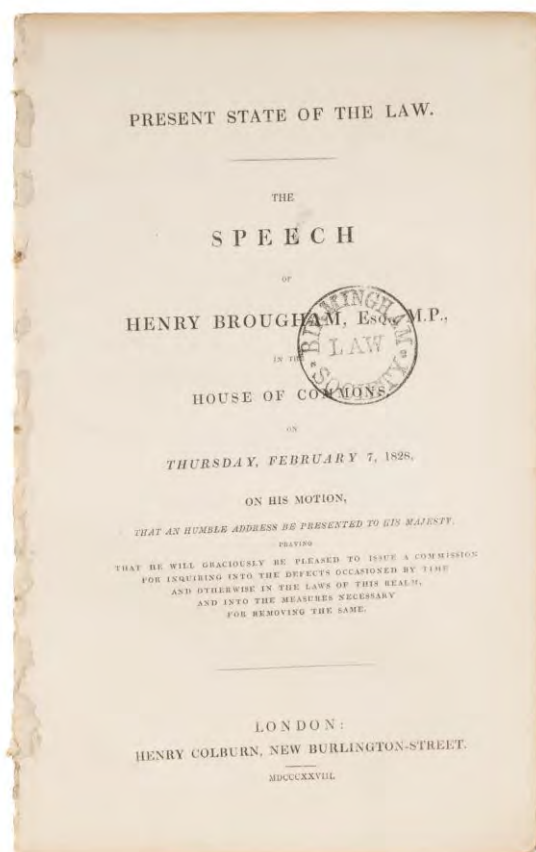 PRESENT STATE OF THE LAW.
THE
SPEECH
OF
HENRY BROUGHAM, Esq. M.P.,
IN THE
HOUSE OF COMMONS,
ON
THURSDAY, FEBRUARY 7, 1828,
ON HIS MOTION,
THAT AN HUMBLE ADDRESS BE PRESENTED TO HIS MAJESTY,
PRAYING
THAT HE WILL GRACIOUSLY BE PLEASED TO ISSUE A COMMISSION
FOR INQUIRING INTO THE DEFECTS OCCASIONED BY TIME
AND OTHERWISE IN THE LAWS OF THIS REALM,
AND INTO THE MEASURES NECESSARY
FOR REMOVING THE SAME.
BIRMINGHAM
LAW
SOCIETY
LONDON:
HENRY COLBURN, NEW BURLINGTON-STREET.
MDCCCXXVIII.